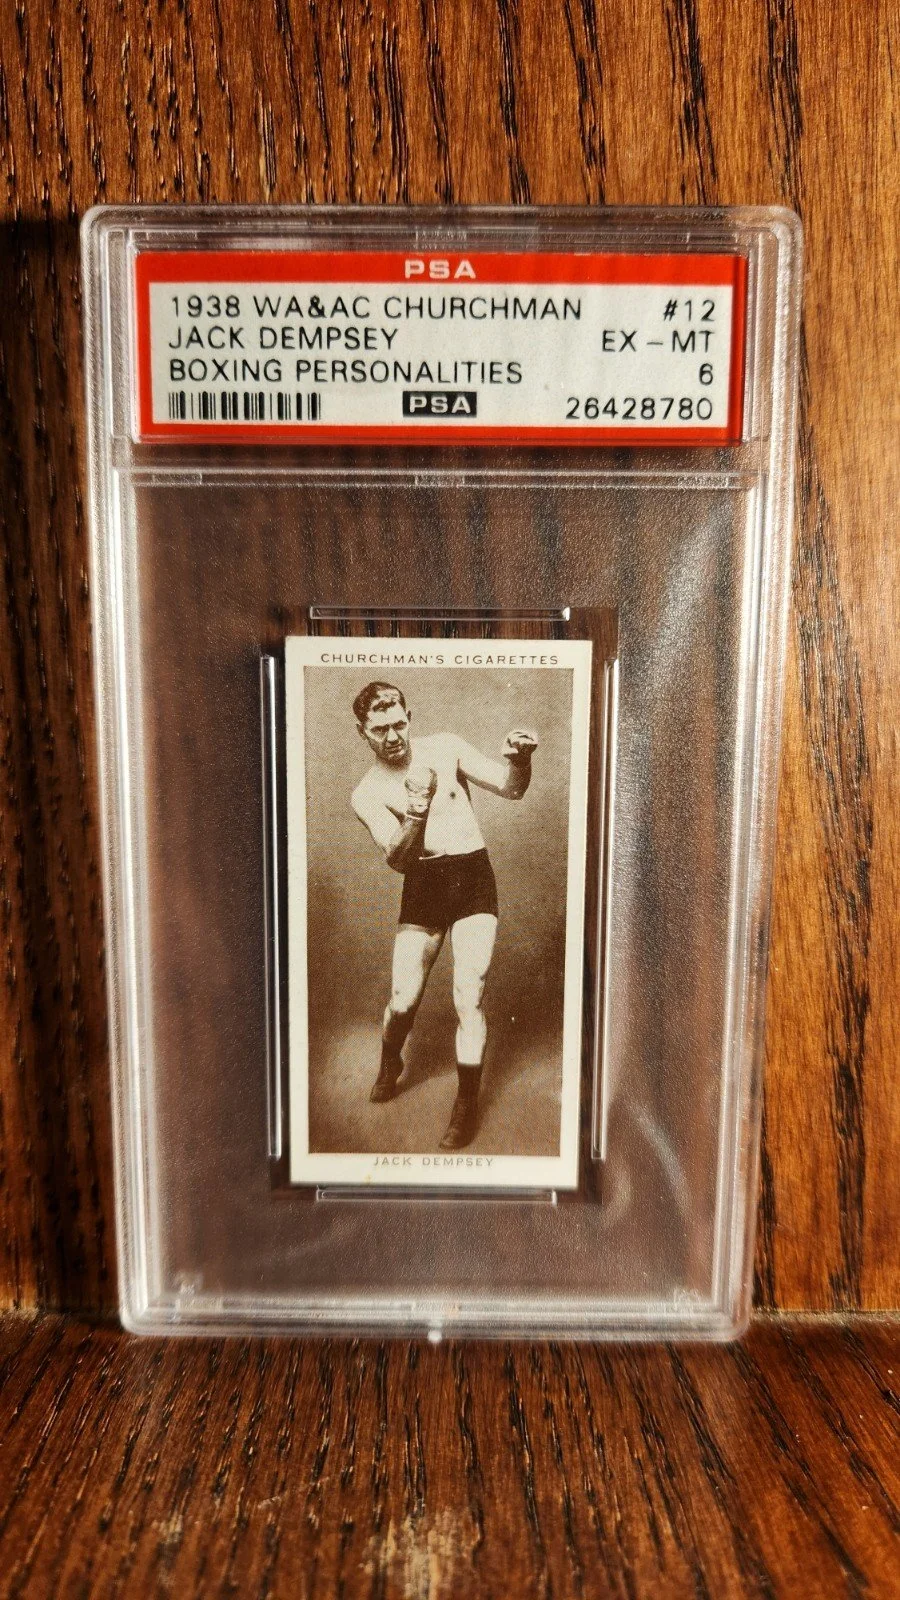 PSA
1938 WA&AC CHURCHMAN #12
JACK DEMPSEY EX - MT
BOXING PERSONALITIES 6
PSA 26428780
CHURCHMAN'S CIGARETTES
JACK DEMPSEY